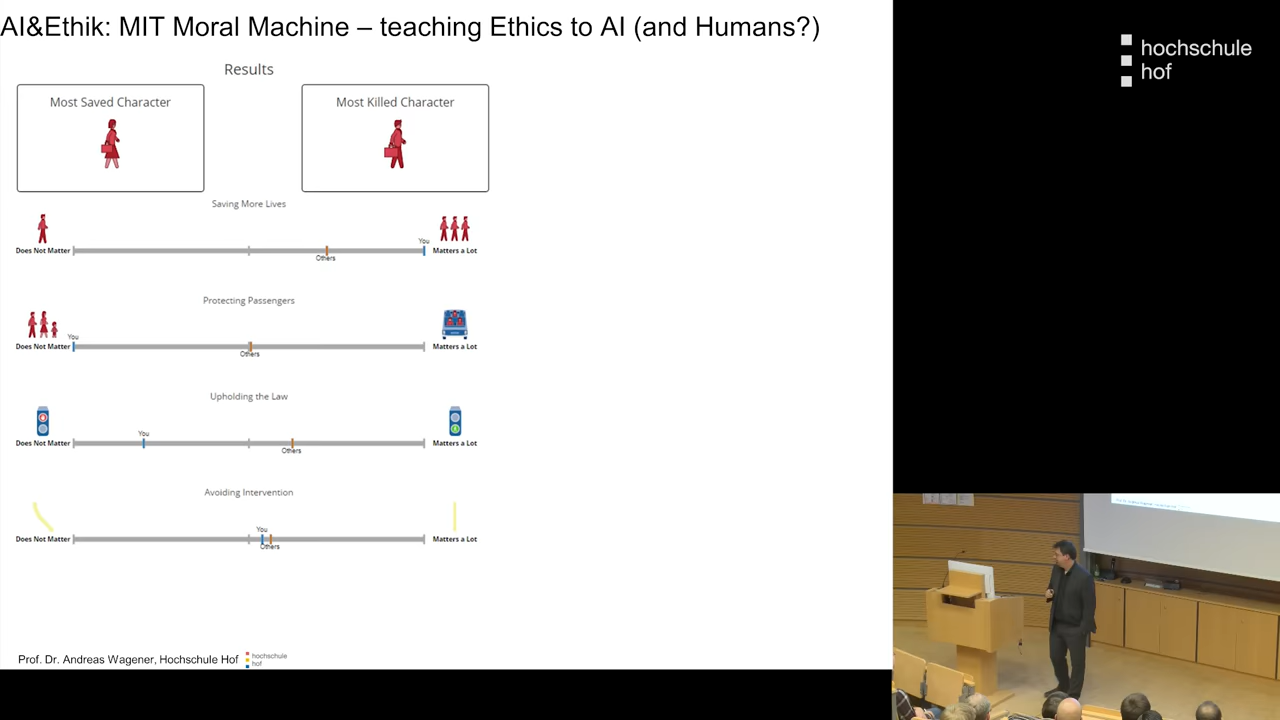 AI&Ethik: MIT Moral Machine – teaching Ethics to AI (and Humans?)
hochschule
hof
Results
Most Saved Character
Most Killed Character
Saving More Lives
You
Does Not Matter
Matters a Lot
Others
Protecting Passengers
You
Does Not Matter
Matters a Lot
Others
Upholding the Law
You
Does Not Matter
Matters a Lot
Others
Avoiding Intervention
You
Does Not Matter
Matters a Lot
Others
Prof. Dr. Andreas Wagener, Hochschule Hof
hochschule
hof